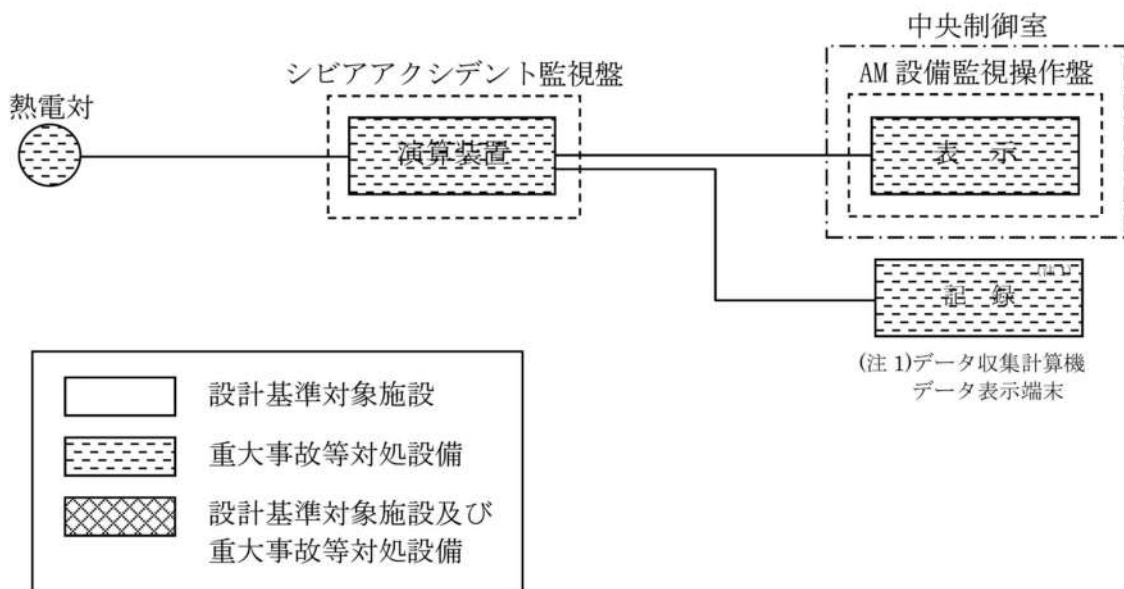 中央制御室
シビアアクシデント監視盤
AM 設備監視操作盤
熱電対
演算装置
表　示
(注 1)
記　録
(注 1)データ収集計算機
データ表示端末
設計基準対象施設
重大事故等対処設備
設計基準対象施設及び
重大事故等対処設備